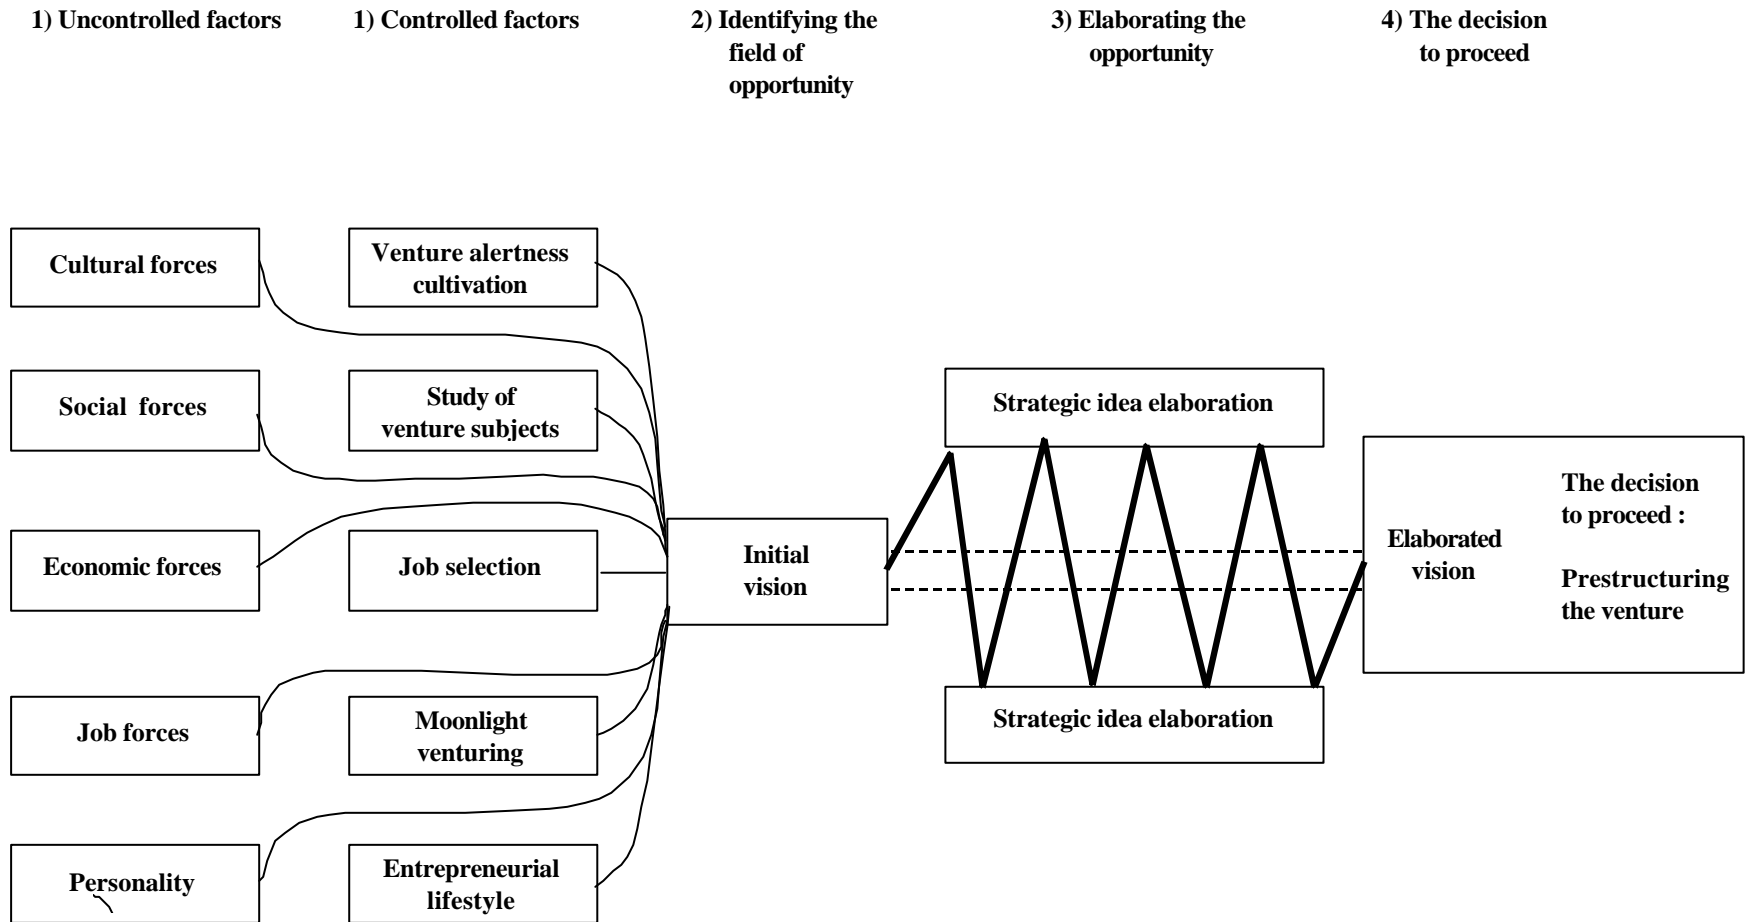 1) Uncontrolled factors
1) Controlled factors
2) Identifying the
field of
opportunity
3) Elaborating the
opportunity
4) The decision
to proceed
Cultural forces
Social forces
Economic forces
Job forces
Personality
Venture alertness
cultivation
Study of
venture subjects
Job selection
Moonlight
venturing
Entrepreneurial
lifestyle
Initial
vision
Strategic idea elaboration
Strategic idea elaboration
Elaborated
vision
The decision
to proceed :
Prestructuring
the venture